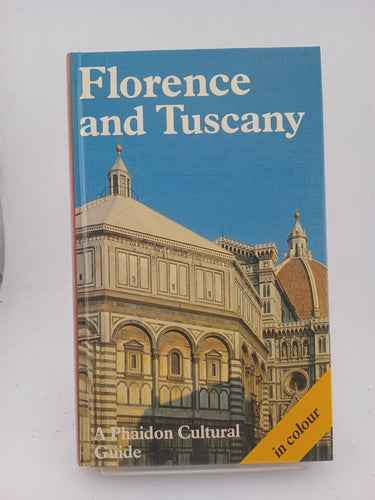 Florence
and Tuscany
A Phaidon Cultural
Guide
in colour